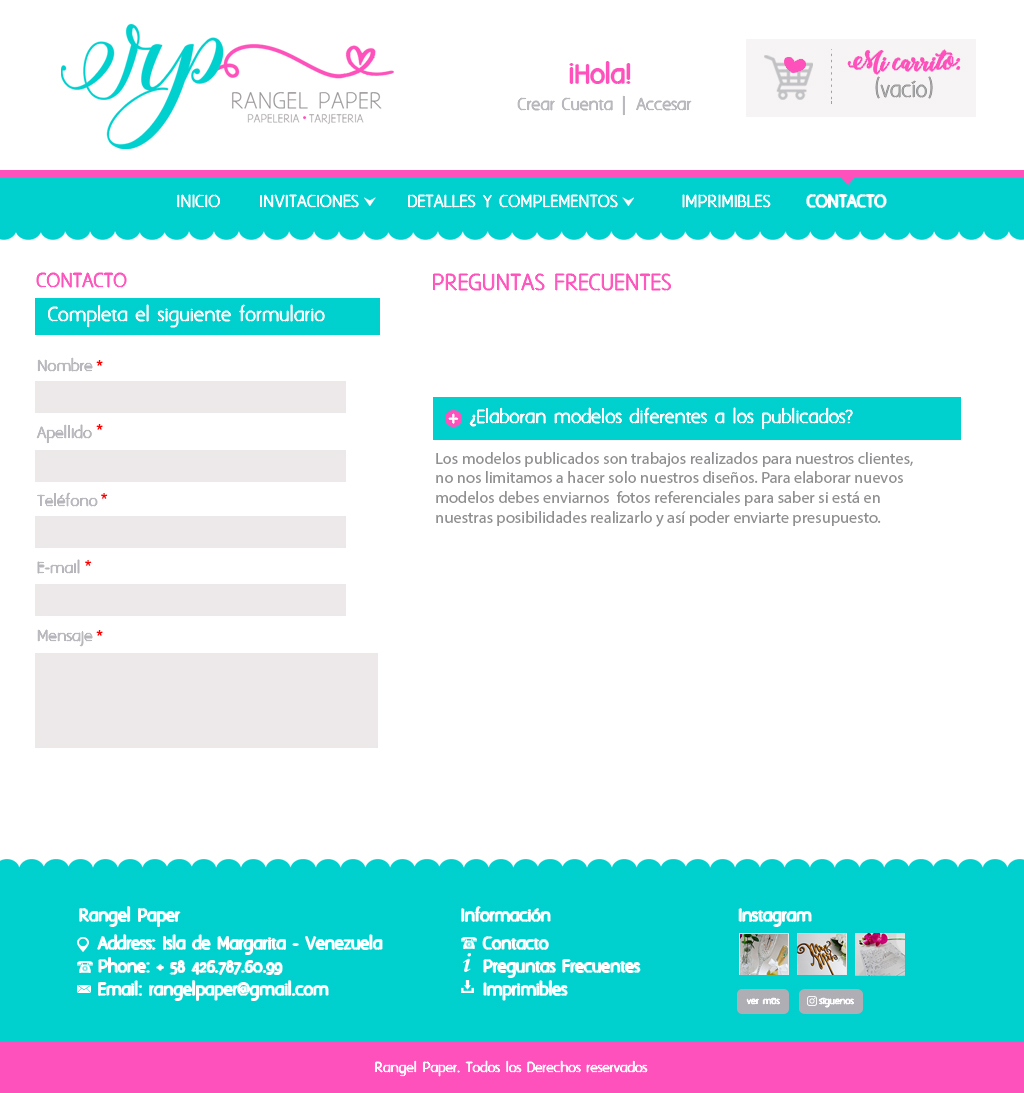 erp
RANGEL PAPER
PAPELERIA • TARJETERIA
¡Hola!
Crear Cuenta | Accesar
Mi carrito:
(vacío)
INICIO
INVITACIONES
DETALLES Y COMPLEMENTOS
IMPRIMIBLES
CONTACTO
CONTACTO
Completa el siguiente formulario
Nombre *
Apellido *
Teléfono *
E-mail *
Mensaje *
PREGUNTAS FRECUENTES
¿Elaboran modelos diferentes a los publicados?
Los modelos publicados son trabajos realizados para nuestros clientes,
no nos limitamos a hacer solo nuestros diseños. Para elaborar nuevos
modelos debes enviarnos fotos referenciales para saber si está en
nuestras posibilidades realizarlo y así poder enviarte presupuesto.
Rangel Paper
Address: Isla de Margarita - Venezuela
Phone: + 58 426.787.60.99
Email: rangelpaper@gmail.com
Información
Contacto
Preguntas Frecuentes
Imprimibles
Instagram
ver más
síguenos
Rangel Paper. Todos los Derechos reservados